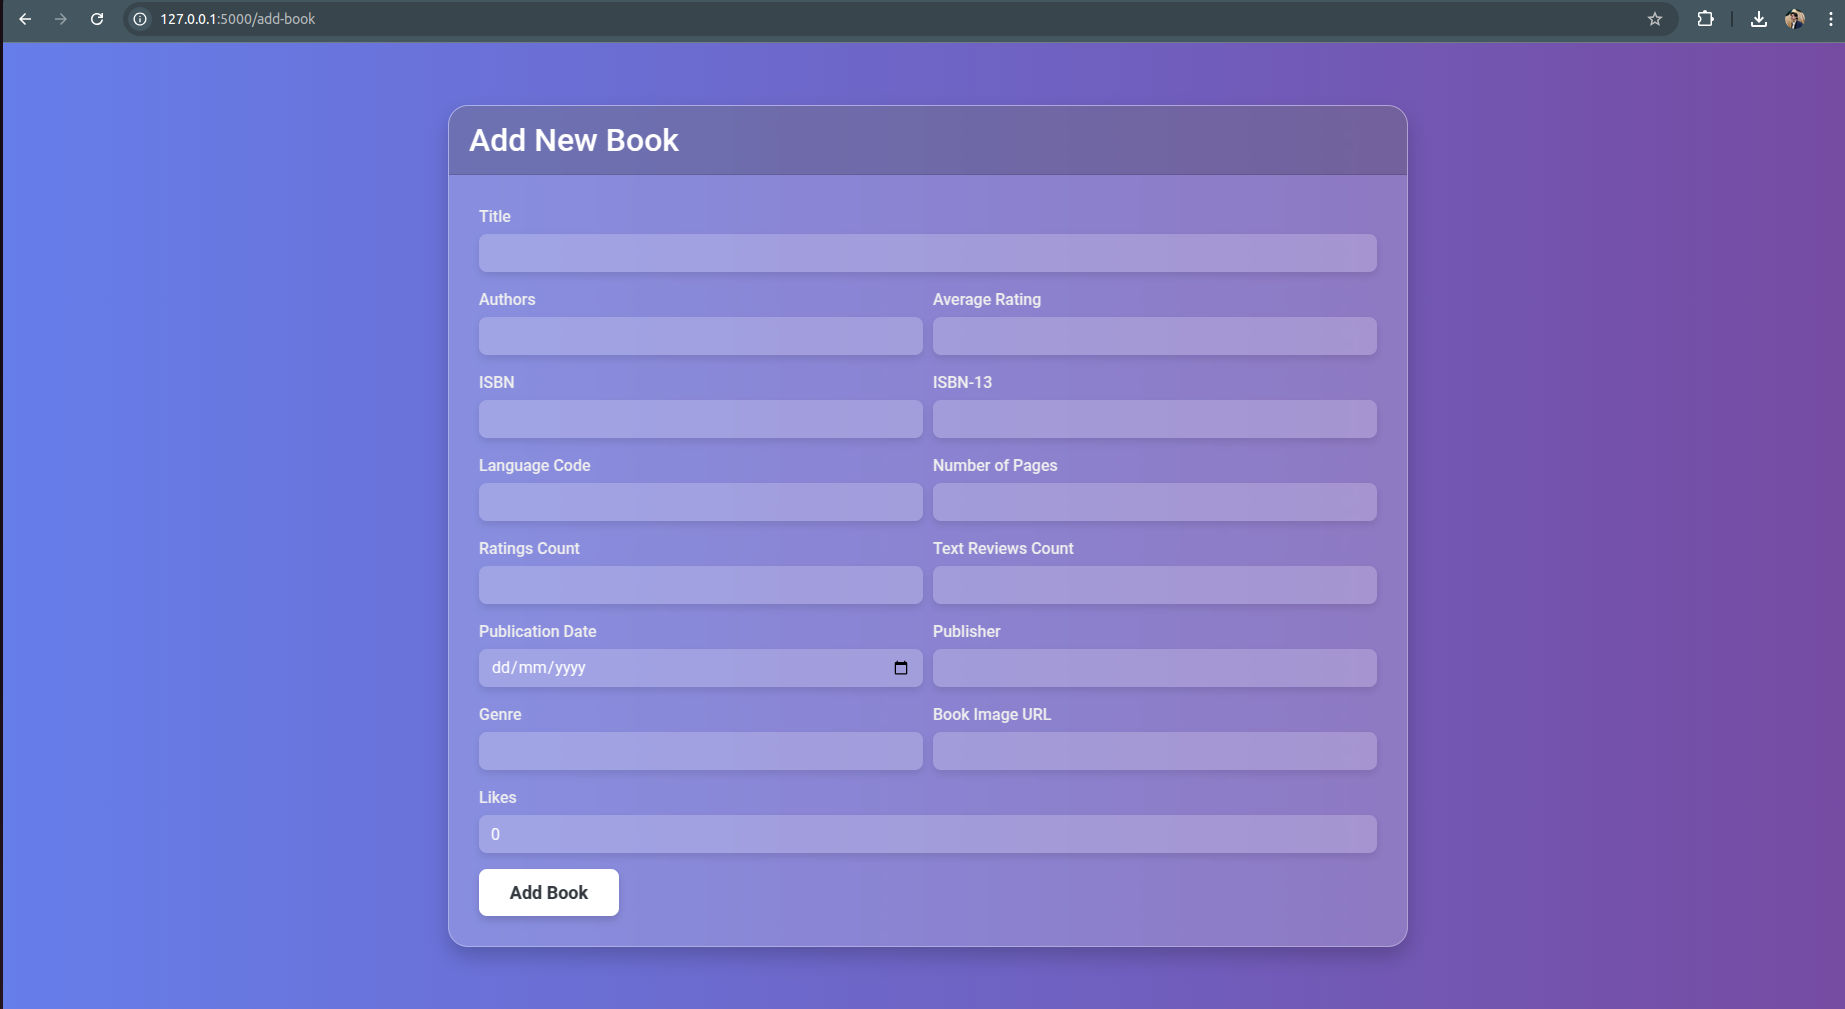 127.0.0.1:5000/add-book
Add New Book
Title
Authors Average Rating
ISBN ISBN-13
Language Code Number of Pages
Ratings Count Text Reviews Count
Publication Date Publisher
dd/mm/yyyy
Genre Book Image URL
Likes
0
Add Book